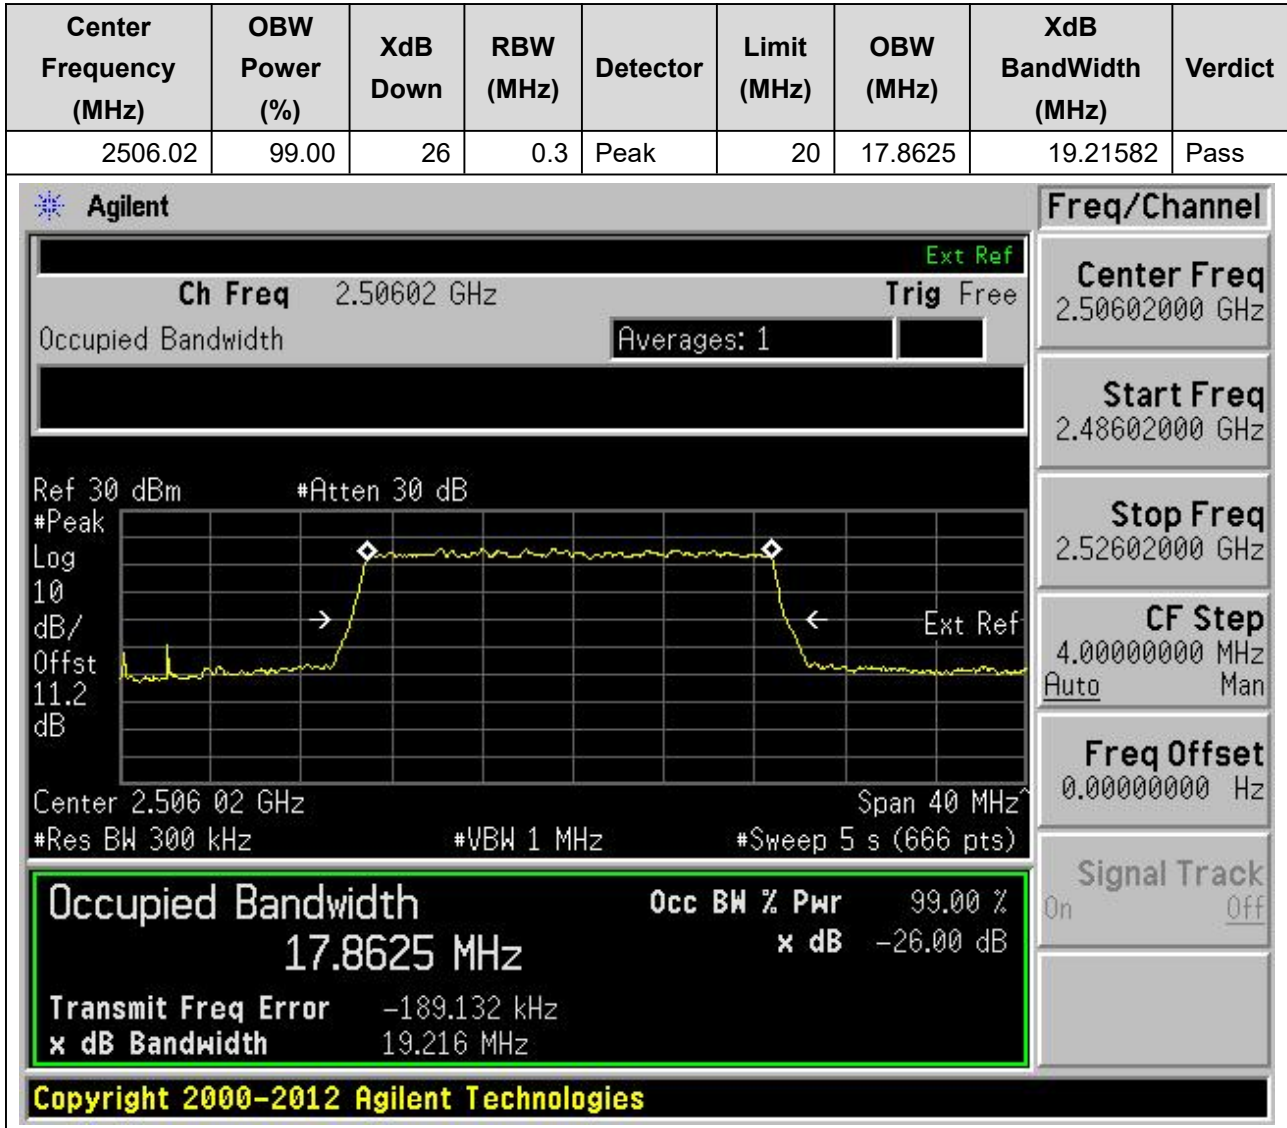 Center Frequency (MHz) OBW Power (%) XdB Down RBW (MHz) Detector Limit (MHz) OBW (MHz) XdB BandWidth (MHz) Verdict
2506.02 99.00 26 0.3 Peak 20 17.8625 19.21582 Pass
Agilent
Freq/Channel
Ext Ref
Ch Freq 2.50602 GHz Trig Free
Occupied Bandwidth Averages: 1
Center Freq
2.50602000 GHz
Start Freq
2.48602000 GHz
Stop Freq
2.52602000 GHz
CF Step
4.00000000 MHz
Auto Man
Freq Offset
0.00000000 Hz
Signal Track
On Off
Ref 30 dBm #Atten 30 dB
#Peak
Log
10
dB/
Offst
11.2
dB
Ext Ref
Center 2.506 02 GHz Span 40 MHz^
#Res BW 300 kHz #VBW 1 MHz #Sweep 5 s (666 pts)
Occupied Bandwidth Occ BW % Pwr 99.00 %
17.8625 MHz x dB -26.00 dB
Transmit Freq Error -189.132 kHz
x dB Bandwidth 19.216 MHz
Copyright 2000-2012 Agilent Technologies